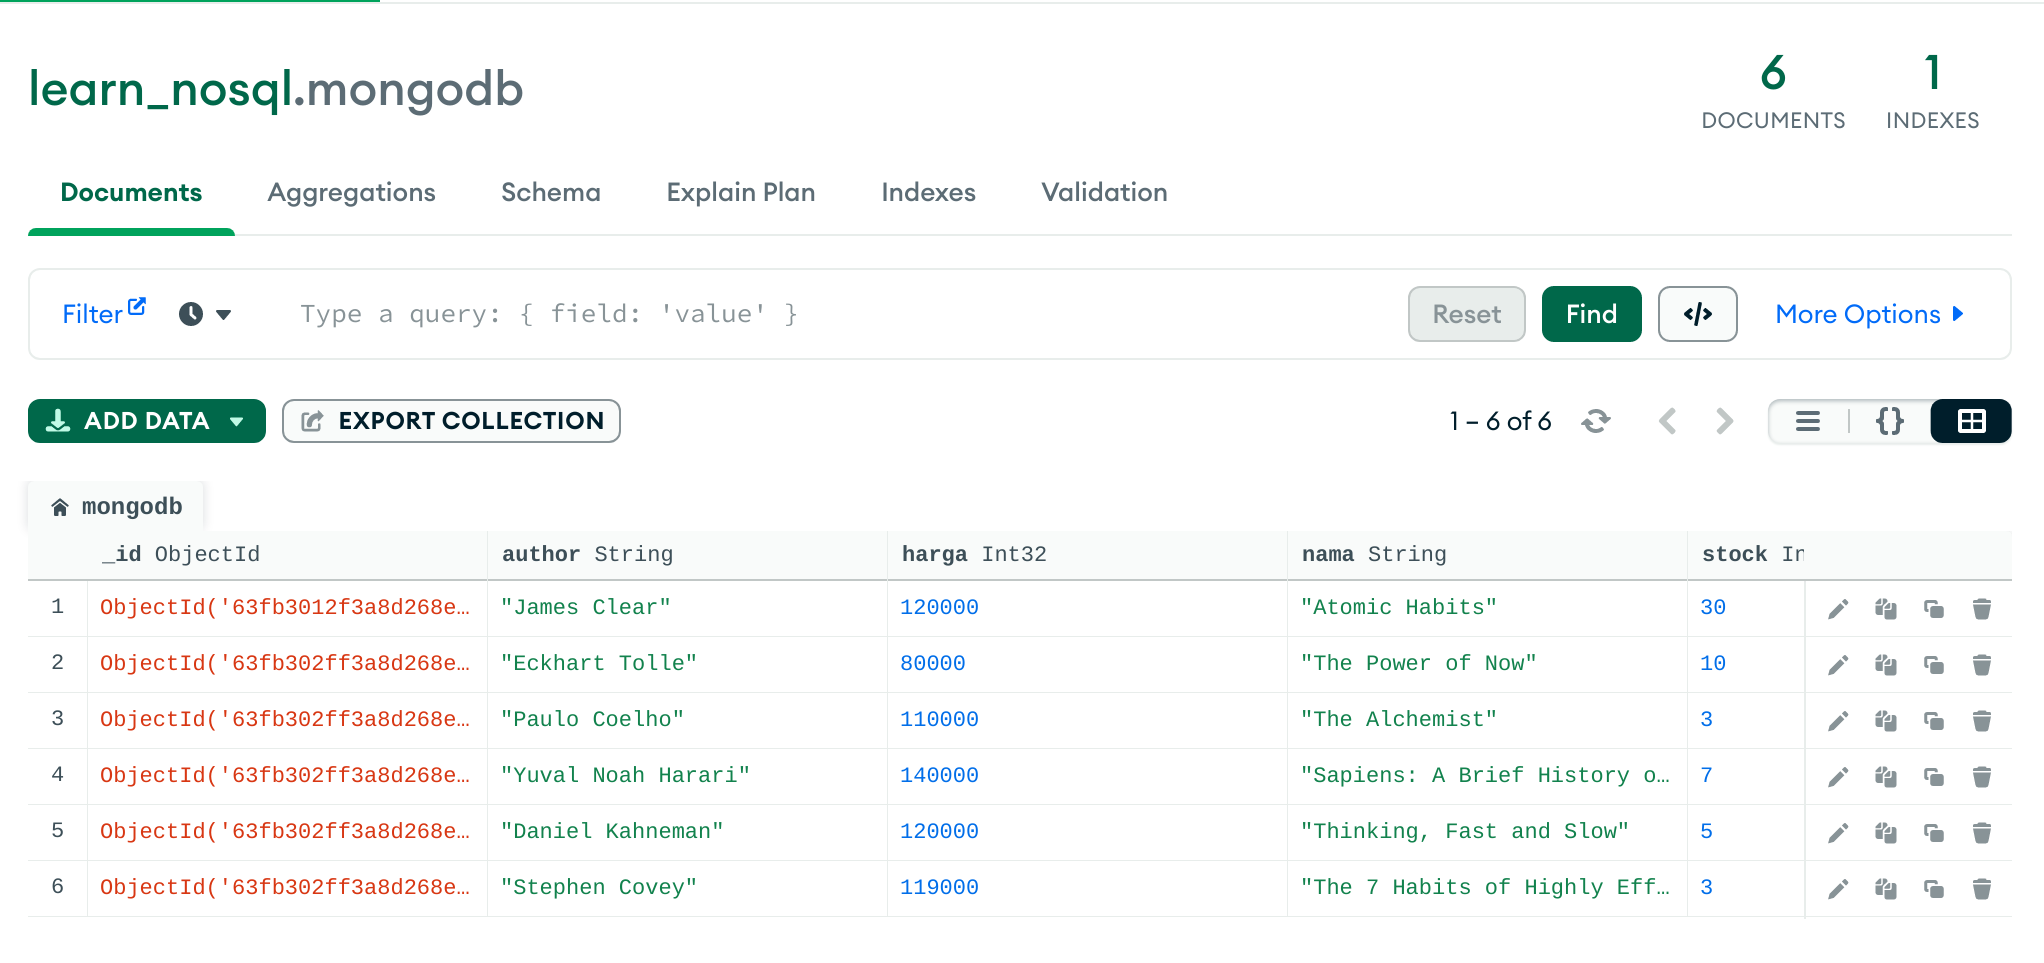 learn_nosql.mongodb
6 DOCUMENTS
1 INDEXES
Documents Aggregations Schema Explain Plan Indexes Validation
Filter Type a query: { field: 'value' } Reset Find </> More Options
ADD DATA EXPORT COLLECTION 1 – 6 of 6 {}
mongodb
_id ObjectId author String harga Int32 nama String stock In
1 ObjectId('63fb3012f3a8d268e… "James Clear" 120000 "Atomic Habits" 30
2 ObjectId('63fb302ff3a8d268e… "Eckhart Tolle" 80000 "The Power of Now" 10
3 ObjectId('63fb302ff3a8d268e… "Paulo Coelho" 110000 "The Alchemist" 3
4 ObjectId('63fb302ff3a8d268e… "Yuval Noah Harari" 140000 "Sapiens: A Brief History o… 7
5 ObjectId('63fb302ff3a8d268e… "Daniel Kahneman" 120000 "Thinking, Fast and Slow" 5
6 ObjectId('63fb302ff3a8d268e… "Stephen Covey" 119000 "The 7 Habits of Highly Eff… 3